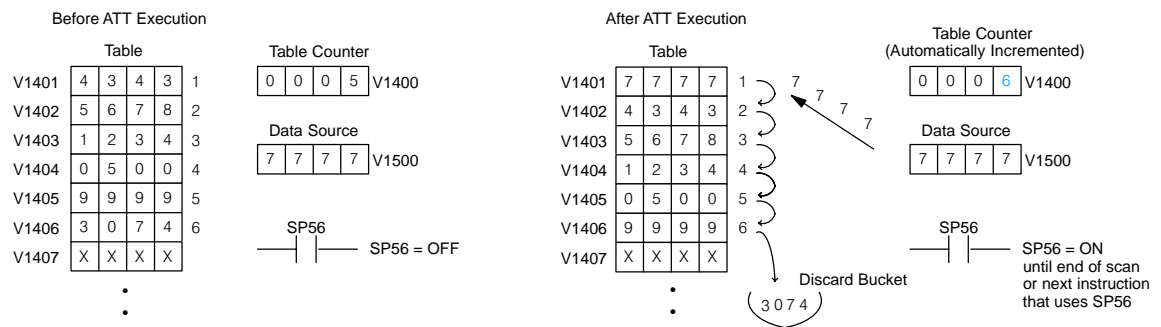 Before ATT Execution
Table
V1401 4 3 4 3 1
V1402 5 6 7 8 2
V1403 1 2 3 4 3
V1404 0 5 0 0 4
V1405 9 9 9 9 5
V1406 3 0 7 4 6
V1407 X X X X
Table Counter
0 0 0 5 V1400
Data Source
7 7 7 7 V1500
SP56
SP56 = OFF
After ATT Execution
Table
V1401 7 7 7 7 1
V1402 4 3 4 3 2
V1403 5 6 7 8 3
V1404 1 2 3 4 4
V1405 0 5 0 0 5
V1406 9 9 9 9 6
V1407 X X X X
7 7 7 7
Discard Bucket
3 0 7 4
Table Counter
(Automatically Incremented)
0 0 0 6 V1400
Data Source
7 7 7 7 V1500
SP56
SP56 = ON
until end of scan
or next instruction
that uses SP56